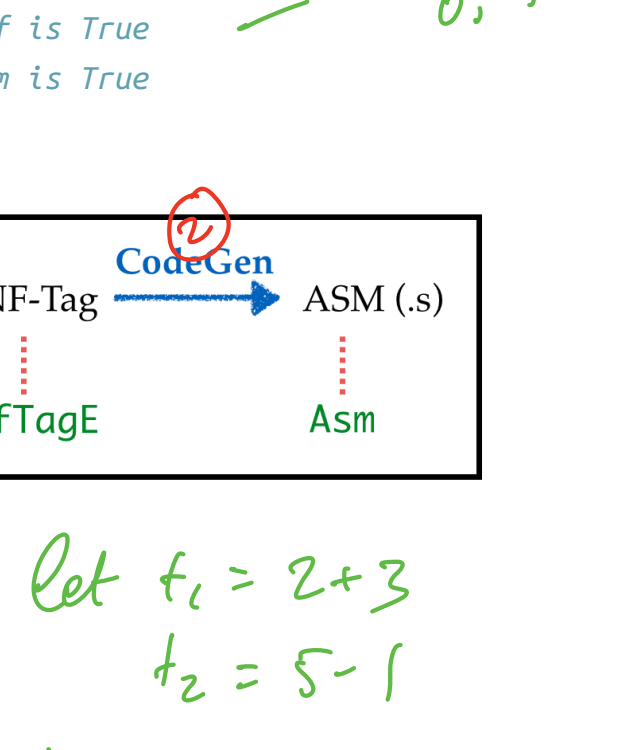 f is True
m is True
2
CodeGen
NF-Tag ASM (.s)
fTagE Asm
let t1 = 2+3
t2 = 5-1